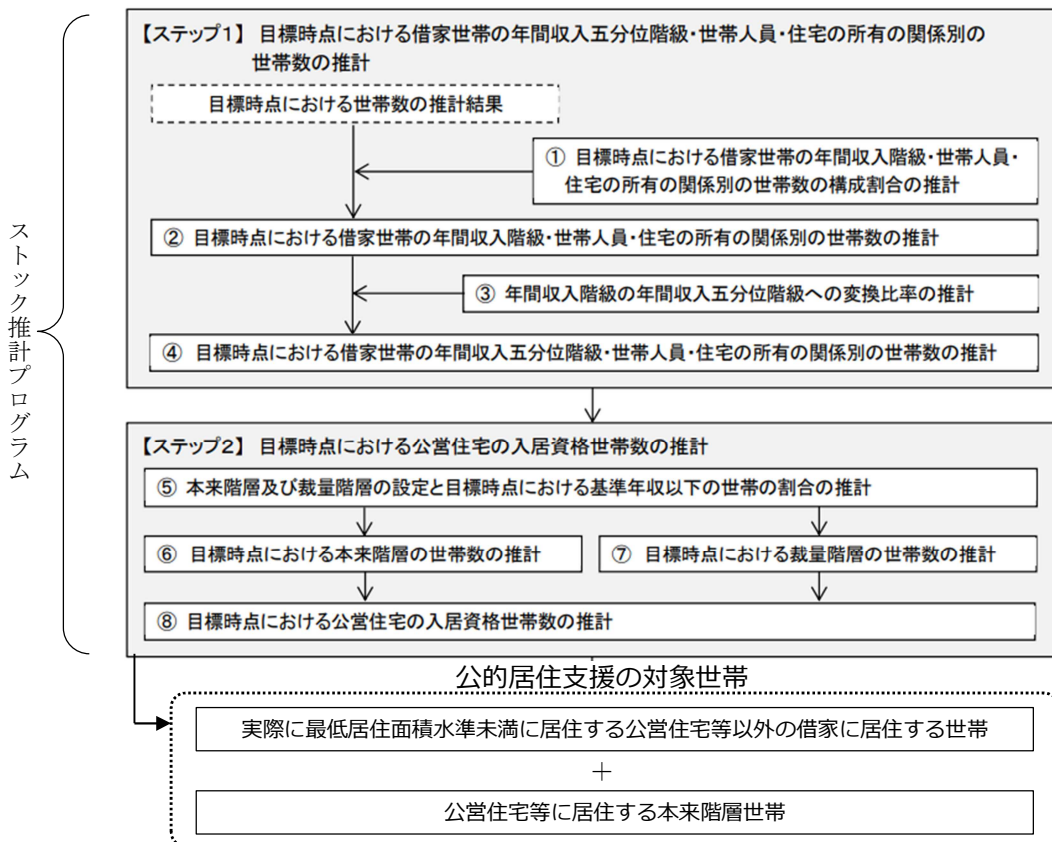 ストック推計プログラム
【ステップ1】 目標時点における借家世帯の年間収入五分位階級・世帯人員・住宅の所有の関係別の
世帯数の推計
目標時点における世帯数の推計結果
① 目標時点における借家世帯の年間収入階級・世帯人員・
住宅の所有の関係別の世帯数の構成割合の推計
② 目標時点における借家世帯の年間収入階級・世帯人員・住宅の所有の関係別の世帯数の推計
③ 年間収入階級の年間収入五分位階級への変換比率の推計
④ 目標時点における借家世帯の年間収入五分位階級・世帯人員・住宅の所有の関係別の世帯数の推計
【ステップ2】 目標時点における公営住宅の入居資格世帯数の推計
⑤ 本来階層及び裁量階層の設定と目標時点における基準年収以下の世帯の割合の推計
⑥ 目標時点における本来階層の世帯数の推計
⑦ 目標時点における裁量階層の世帯数の推計
⑧ 目標時点における公営住宅の入居資格世帯数の推計
公的居住支援の対象世帯
実際に最低居住面積水準未満に居住する公営住宅等以外の借家に居住する世帯
+
公営住宅等に居住する本来階層世帯